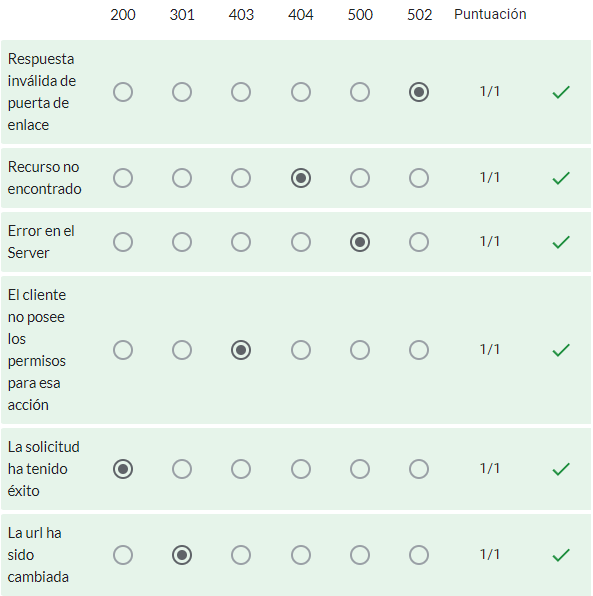 200 301 403 404 500 502 Puntuación
Respuesta
inválida de
puerta de
enlace
1/1
Recurso no
encontrado
1/1
Error en el
Server
1/1
El cliente
no posee
los
permisos
para esa
acción
1/1
La solicitud
ha tenido
éxito
1/1
La url ha
sido
cambiada
1/1